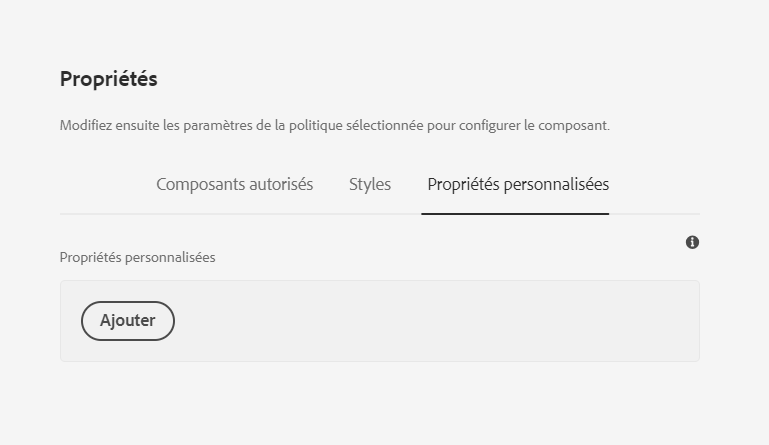 Propriétés
Modifiez ensuite les paramètres de la politique sélectionnée pour configurer le composant.
Composants autorisés Styles Propriétés personnalisées
Propriétés personnalisées
Ajouter